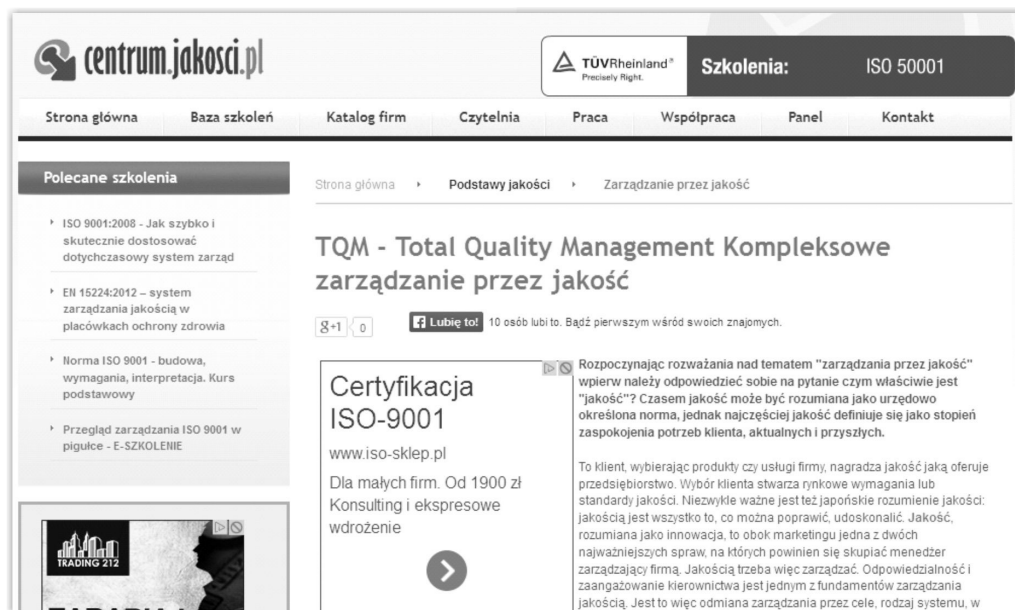 centrum.jakosci.pl
TÜVRheinland®
Precisely Right.
Szkolenia: ISO 50001
Strona główna Baza szkoleń Katalog firm Czytelnia Praca Współpraca Panel Kontakt
Polecane szkolenia
ISO 9001:2008 - Jak szybko i
skutecznie dostosować
dotychczasowy system zarząd
EN 15224:2012 – system
zarządzania jakością w
placówkach ochrony zdrowia
Norma ISO 9001 - budowa,
wymagania, interpretacja. Kurs
podstawowy
Przegląd zarządzania ISO 9001 w
pigułce - E-SZKOLENIE
TRADING 212
Strona główna Podstawy jakości Zarządzanie przez jakość
TQM - Total Quality Management Kompleksowe
zarządzanie przez jakość
g+1 0 Lubię to! 10 osób lubi to. Bądź pierwszym wśród swoich znajomych.
Certyfikacja
ISO-9001
www.iso-sklep.pl
Dla małych firm. Od 1900 zł
Konsulting i ekspresowe
wdrożenie
Rozpoczynając rozważania nad tematem "zarządzania przez jakość"
wpierw należy odpowiedzieć sobie na pytanie czym właściwie jest
"jakość"? Czasem jakość może być rozumiana jako urzędowo
określona norma, jednak najczęściej jakość definiuje się jako stopień
zaspokojenia potrzeb klienta, aktualnych i przyszłych.
To klient, wybierając produkty czy usługi firmy, nagradza jakość jaką oferuje
przedsiębiorstwo. Wybór klienta stwarza rynkowe wymagania lub
standardy jakości. Niezwykle ważne jest też japońskie rozumienie jakości:
jakością jest wszystko to, co można poprawić, udoskonalić. Jakość,
rozumiana jako innowacja, to obok marketingu jedna z dwóch
najważniejszych spraw, na których powinien się skupiać menedżer
zarządzający firmą. Jakością trzeba więc zarządzać. Odpowiedzialność i
zaangażowanie kierownictwa jest jednym z fundamentów zarządzania
jakością. Jest to więc odmiana zarządzania przez cele, rodzaj systemu, w